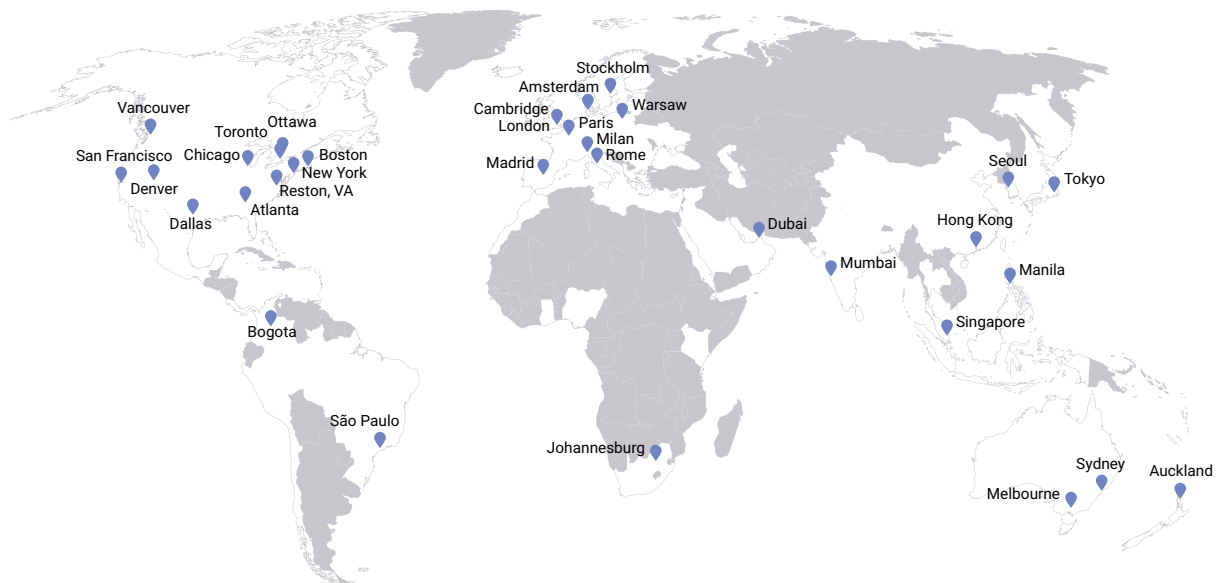 Stockholm
Amsterdam
Vancouver
Cambridge
Warsaw
Ottawa
Paris
London
Toronto
Milan
San Francisco
Chicago
Boston
Rome
Madrid
Seoul
New York
Tokyo
Denver
Reston, VA
Atlanta
Dallas
Hong Kong
Dubai
Mumbai
Manila
Singapore
Bogota
São Paulo
Johannesburg
Sydney
Auckland
Melbourne